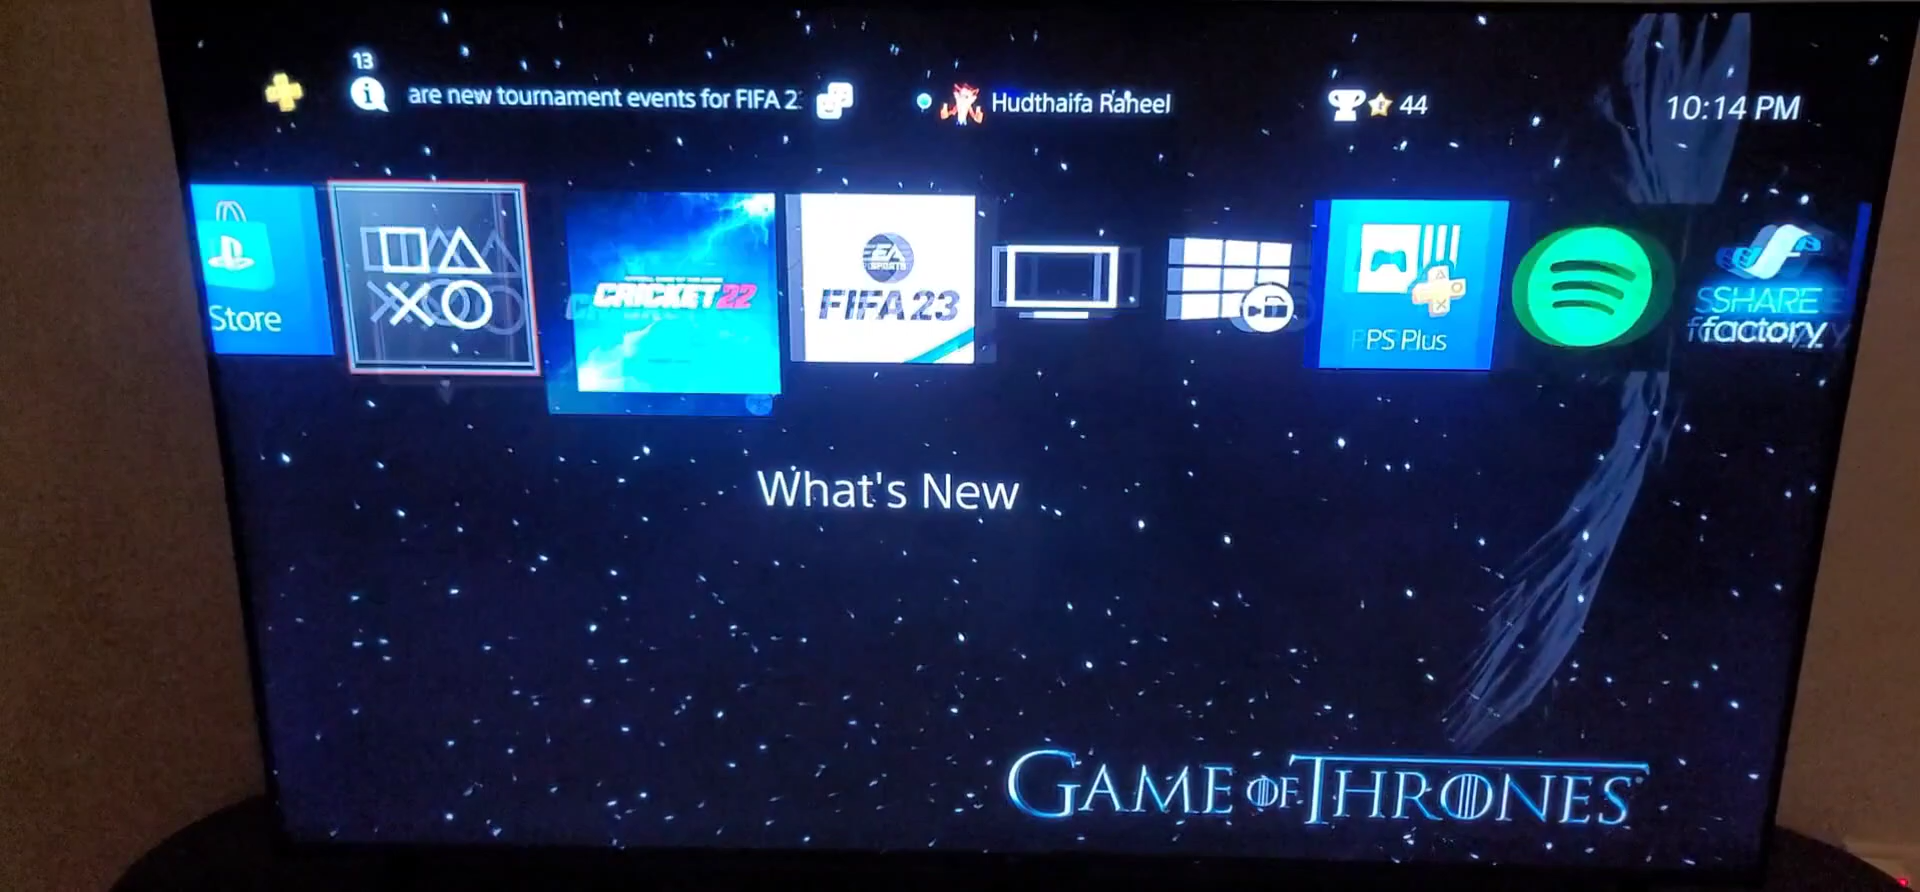 13
are new tournament events for FIFA 2
Hudthaifa Raheel
44
10:14 PM
Store
CRICKET 22
EA SPORTS
FIFA 23
PS Plus
SHARE
factory
What's New
GAME OF THRONES